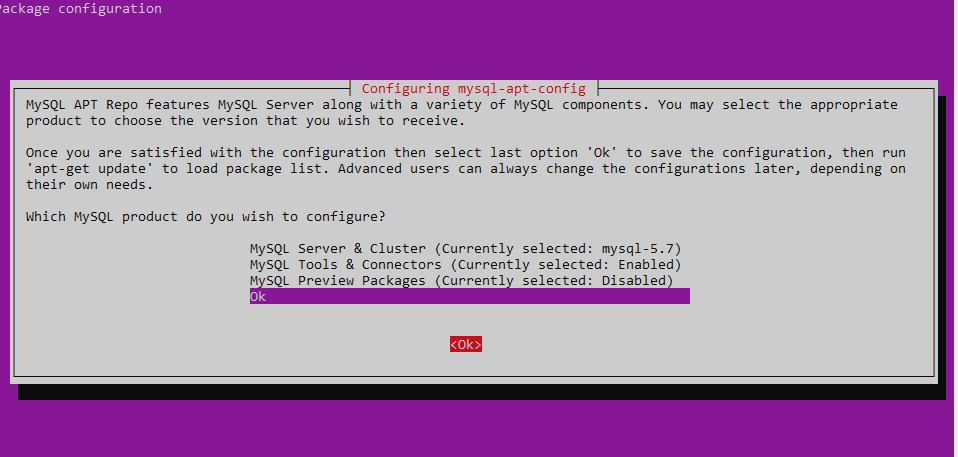 Package configuration
Configuring mysql-apt-config
MySQL APT Repo features MySQL Server along with a variety of MySQL components. You may select the appropriate
product to choose the version that you wish to receive.
Once you are satisfied with the configuration then select last option 'Ok' to save the configuration, then run
'apt-get update' to load package list. Advanced users can always change the configurations later, depending on
their own needs.
Which MySQL product do you wish to configure?
MySQL Server & Cluster (Currently selected: mysql-5.7)
MySQL Tools & Connectors (Currently selected: Enabled)
MySQL Preview Packages (Currently selected: Disabled)
Ok
<Ok>